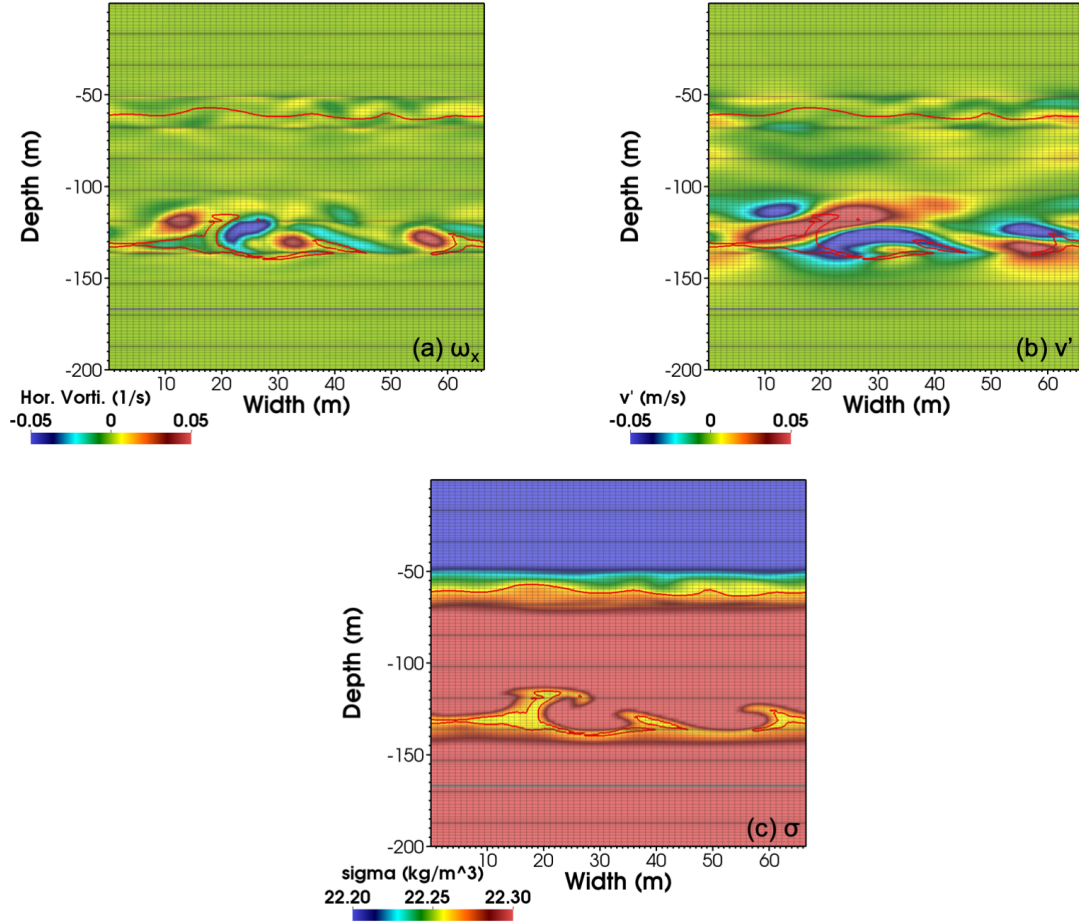 Depth (m)
-50
-100
-150
-200
(a) ωx
10 20 30 40 50 60
Width (m)
Hor. Vorti. (1/s)
-0.05 0 0.05
Depth (m)
-50
-100
-150
-200
(b) v'
10 20 30 40 50 60
Width (m)
v' (m/s)
-0.05 0 0.05
Depth (m)
-50
-100
-150
-200
(c) σ
10 20 30 40 50 60
Width (m)
sigma (kg/m^3)
22.20 22.25 22.30